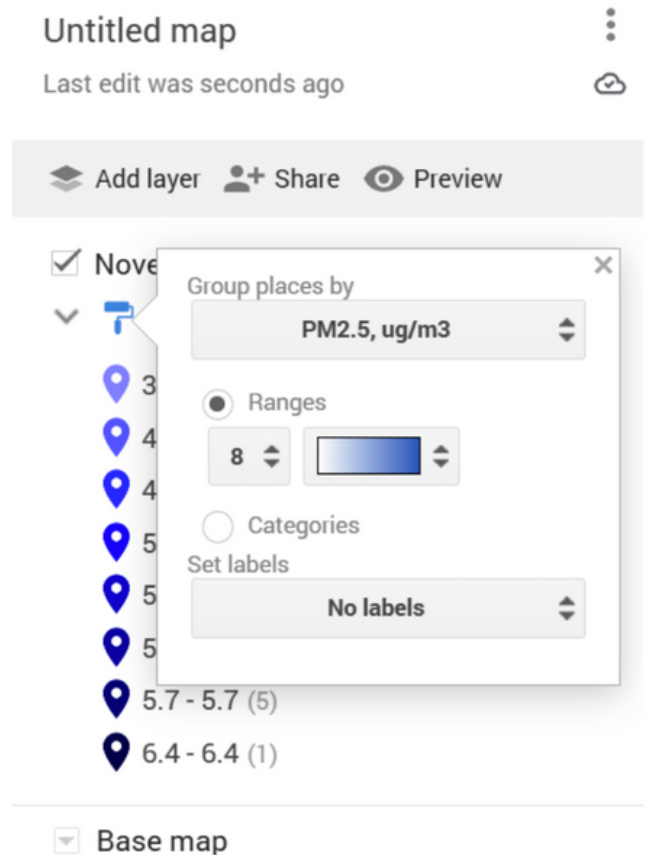 Untitled map
Last edit was seconds ago
Add layer Share Preview
Nove
Group places by
PM2.5, ug/m3
Ranges
8
Categories
Set labels
No labels
3
4
4
5
5
5
5.7 - 5.7 (5)
6.4 - 6.4 (1)
Base map